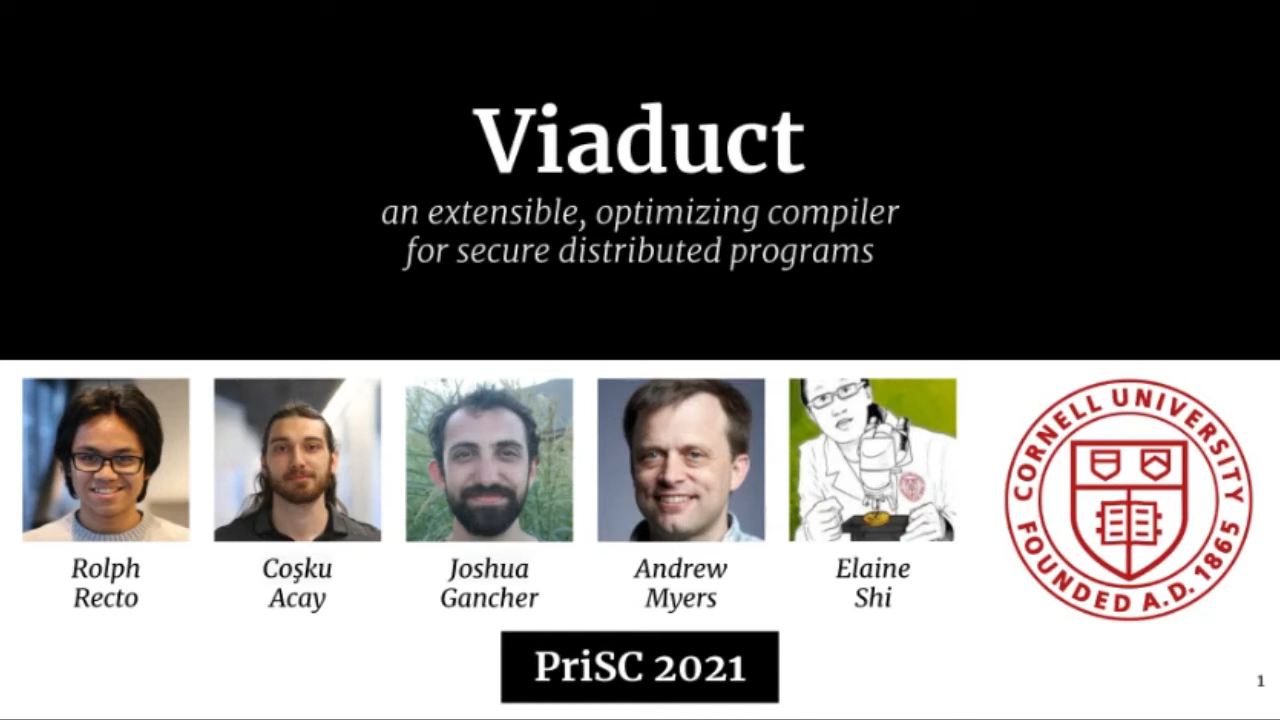 Viaduct
an extensible, optimizing compiler
for secure distributed programs
Rolph
Recto
Coşku
Acay
Joshua
Gancher
Andrew
Myers
Elaine
Shi
CORNELL UNIVERSITY
FOUNDED A.D. 1865
PriSC 2021
1